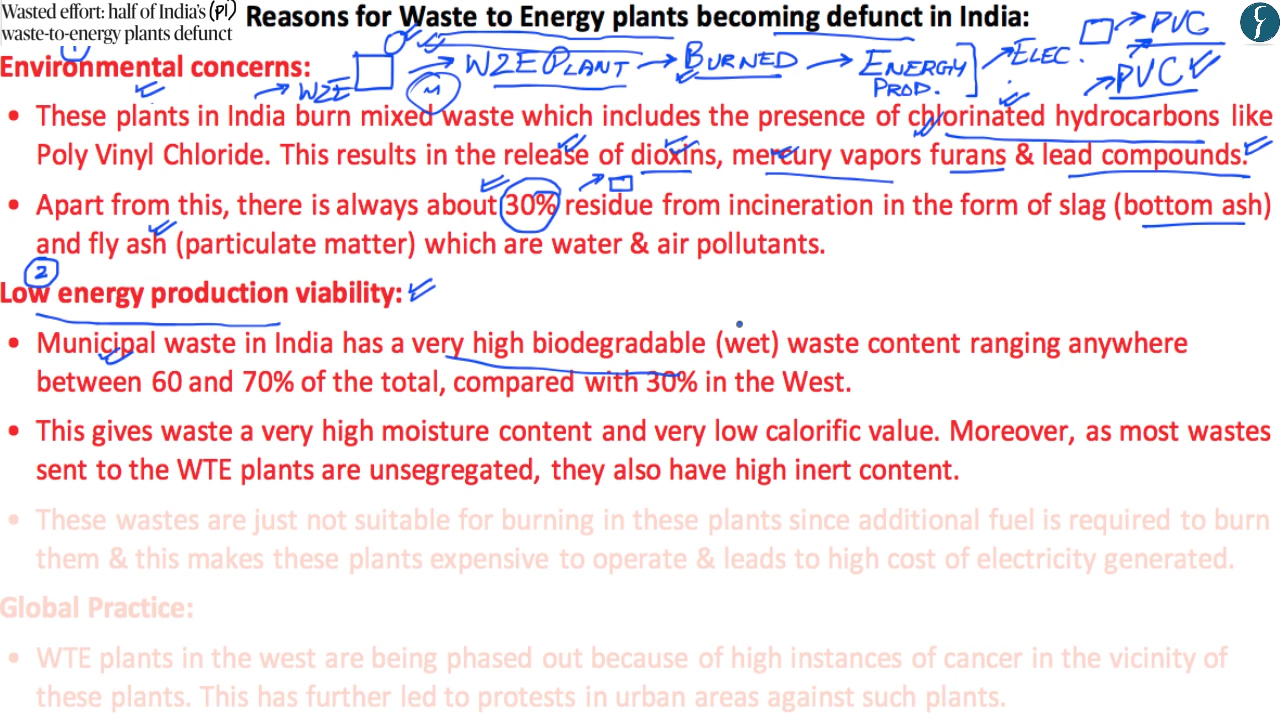 Wasted effort: half of India's (Pi)
waste-to-energy plants defunct
Reasons for Waste to Energy plants becoming defunct in India:
1
Environmental concerns:
W2E
M
W2E PLANT
BURNED
ENERGY
PROD.
ELEC.
PVC
PVC
• These plants in India burn mixed waste which includes the presence of chlorinated hydrocarbons like
Poly Vinyl Chloride. This results in the release of dioxins, mercury vapors furans & lead compounds.
• Apart from this, there is always about 30% residue from incineration in the form of slag (bottom ash)
and fly ash (particulate matter) which are water & air pollutants.
2
Low energy production viability:
• Municipal waste in India has a very high biodegradable (wet) waste content ranging anywhere
between 60 and 70% of the total, compared with 30% in the West.
• This gives waste a very high moisture content and very low calorific value. Moreover, as most wastes
sent to the WTE plants are unsegregated, they also have high inert content.
• These wastes are just not suitable for burning in these plants since additional fuel is required to burn
them & this makes these plants expensive to operate & leads to high cost of electricity generated.
Global Practice:
• WTE plants in the west are being phased out because of high instances of cancer in the vicinity of
these plants. This has further led to protests in urban areas against such plants.